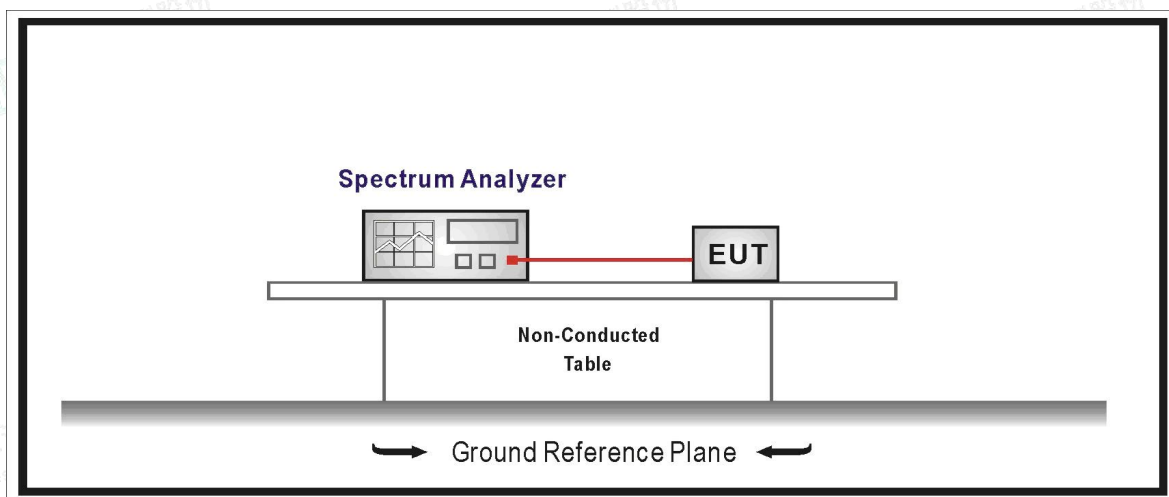 Spectrum Analyzer
EUT
Non-Conducted
Table
Ground Reference Plane